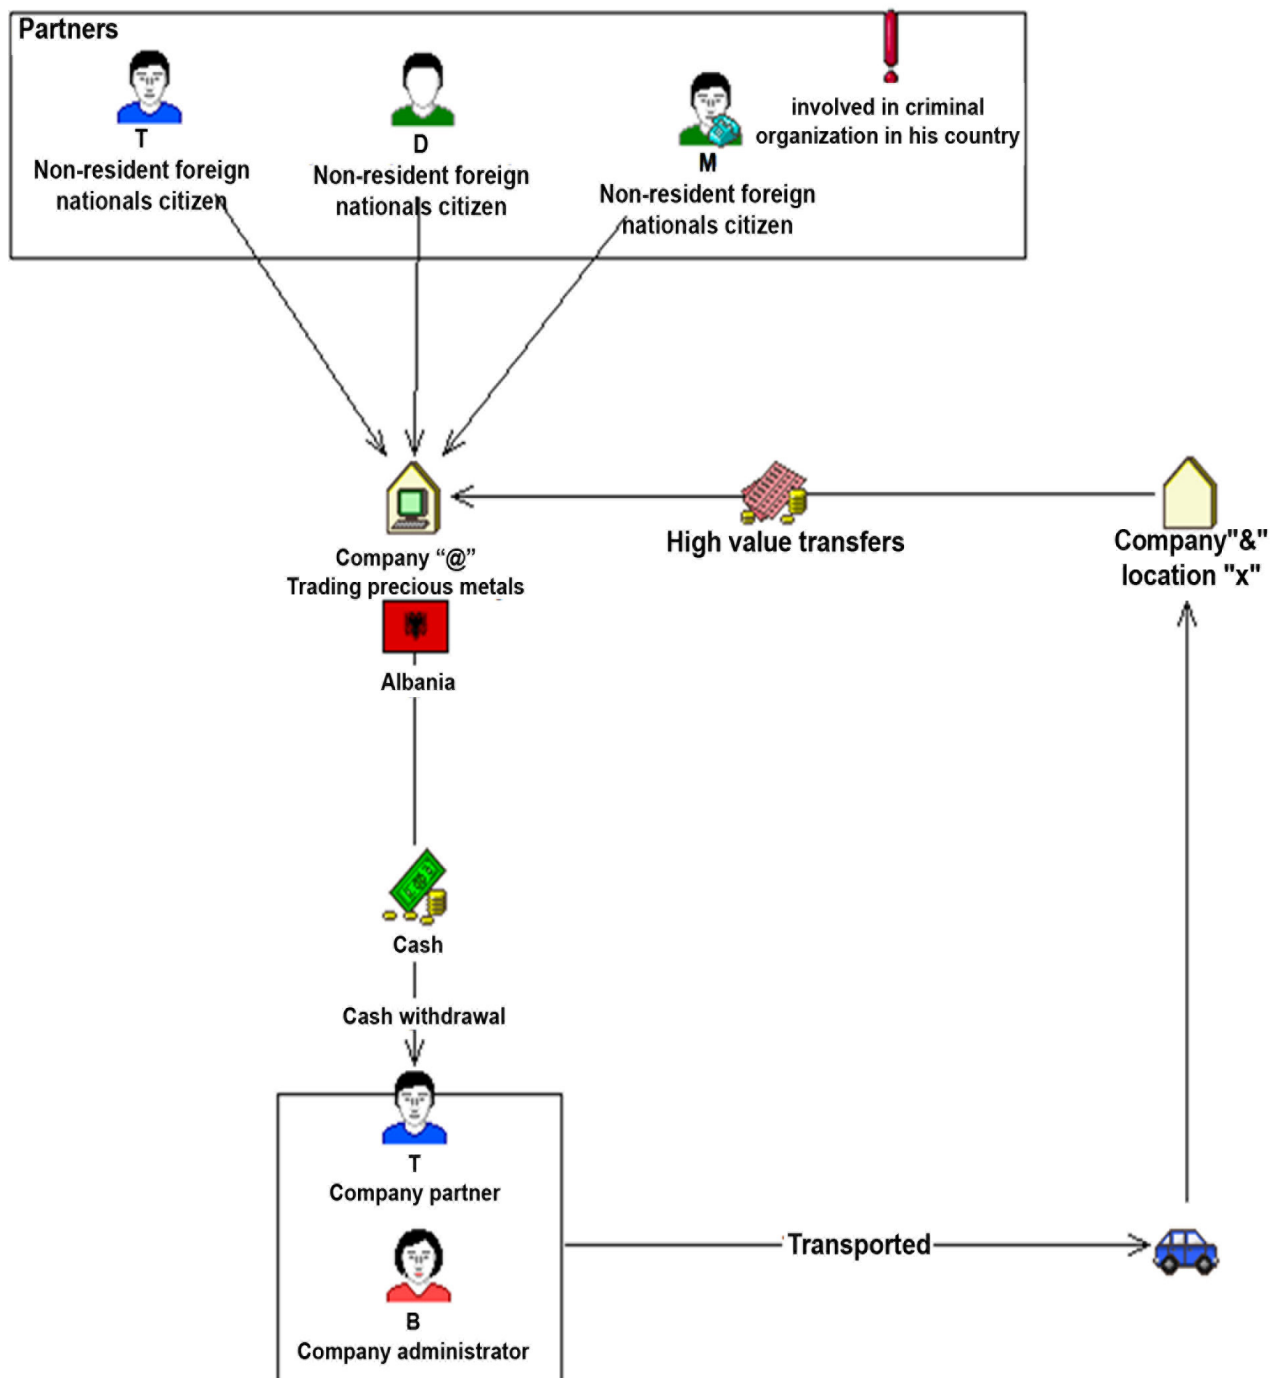 Partners
T
Non-resident foreign
nationals citizen
D
Non-resident foreign
nationals citizen
M
Non-resident foreign
nationals citizen
involved in criminal
organization in his country
Company “@”
Trading precious metals
Albania
High value transfers
Company"&"
location "x"
Cash
Cash withdrawal
T
Company partner
B
Company administrator
Transported